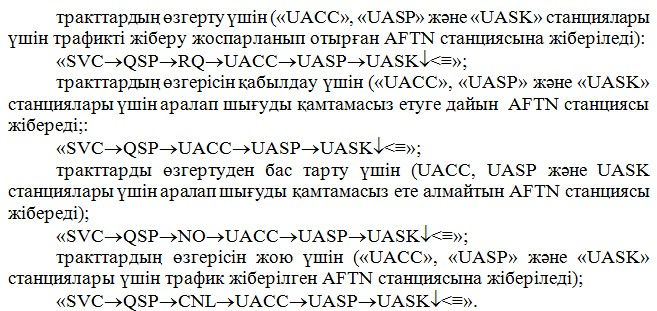 тракттардың өзгерту үшін («UACC», «UASP» және «UASK» станциялары
үшін трафикті жіберу жоспарланып отырған AFTN станциясына жіберіледі):
«SVC→QSP→RQ→UACC→UASP→UASK↓<≡»;
тракттардың өзгерісін қабылдау үшін («UACC», «UASP» және «UASK»
станциялары үшін аралап шығуды қамтамасыз етуге дайын AFTN станциясы
жібереді;:
«SVC→QSP→UACC→UASP→UASK↓<≡»;
тракттарды өзгертуден бас тарту үшін (UACC, UASP және UASK
станциялары үшін аралап шығуды қамтамасыз ете алмайтын AFTN станциясы
жібереді);
«SVC→QSP→NO→UACC→UASP→UASK↓<≡»;
тракттардың өзгерісін жою үшін («UACC», «UASP» және «UASK»
станциялары үшін трафик жіберілген AFTN станциясына жіберіледі);
«SVC→QSP→CNL→UACC→UASP→UASK↓<≡».